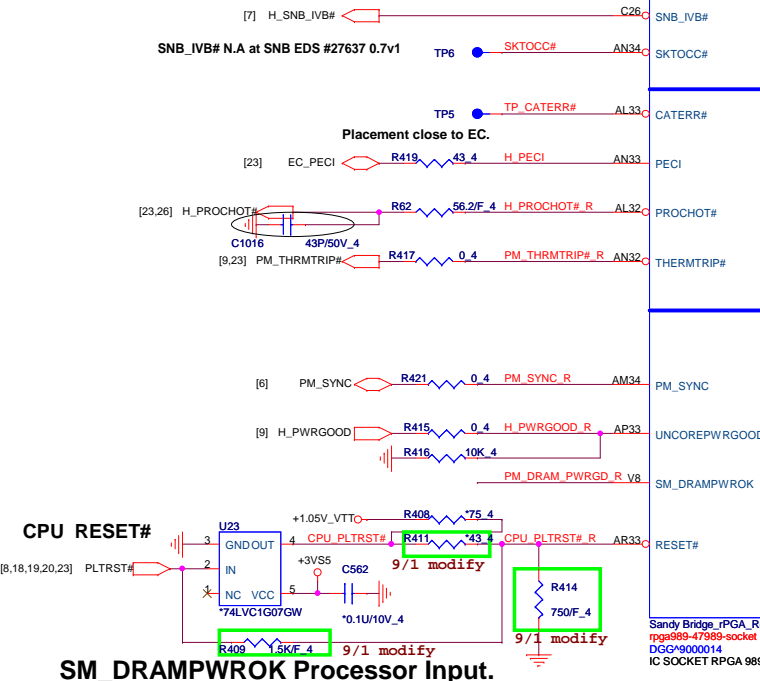 [7] H_SNB_IVB# C26 SNB_IVB#
SNB_IVB# N.A at SNB EDS #27637 0.7v1
TP6 SKTOCC# AN34 SKTOCC#
TP5 TP_CATERR# AL33 CATERR#
Placement close to EC.
[23] EC_PECI R419 43_4 H_PECI AN33 PECI
[23,26] H_PROCHOT# R62 56.2/F_4 H_PROCHOT#_R AL32 PROCHOT#
C1016 43P/50V_4
[9,23] PM_THRMTRIP# R417 0_4 PM_THRMTRIP#_R AN32 THERMTRIP#
[6] PM_SYNC R421 0_4 PM_SYNC_R AM34 PM_SYNC
[9] H_PWRGOOD R415 0_4 H_PWRGOOD_R AP33 UNCOREPWRGOOD
R416 10K_4
PM_DRAM_PWRGD_R V8 SM_DRAMPWROK
+1.05V_VTT R408 *75_4
CPU RESET# U23
3 GND OUT 4 CPU_PLTRST# R411 *43_4 CPU_PLTRST#_R AR33 RESET#
9/1 modify
[8,18,19,20,23] PLTRST# 2 IN
+3VS5 C562
1 NC VCC 5
*74LVC1G07GW *0.1U/10V_4
R414
750/F_4
9/1 modify
R409 1.5K/F_4 9/1 modify
SM_DRAMPWROK Processor Input.
Sandy Bridge_rPGA_R
rpga989-47989-socket
DGG^9000014
IC SOCKET RPGA 989